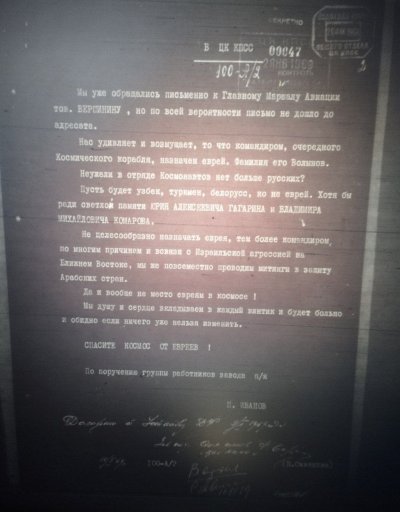 СЕКРЕТНО
В ЦК КПСС
00047
100-А/2
Мы уже обращались письменно к Главному Маршалу Авиации
тов. ВЕРШИНИНУ , но по всей вероятности письмо не дошло до
адресата.
Нас удивляет и возмущает, то что командиром, очередного
Космического корабля, назначен еврей. Фамилия его Волынов.
Неужели в отряде Космонавтов нет больше русских?
Пусть будет узбек, туркмен, белорусс, но не еврей. Хотя бы
ради светлой памяти ЮРИЯ АЛЕКСЕЕВИЧА ГАГАРИНА и ВЛАДИМИРА
МИХАЙЛОВИЧА КОМАРОВА.
Не целесообразно назначать еврея, тем более командиром,
по многим причинам и возня с Израильской агрессией на
Ближнем Востоке, мы же повсеместно проводим митинги в защиту
Арабских стран.
Да и вообще не место евреям в космосе !
Мы душу и сердце вкладываем в каждый винтик и будет больно
и обидно если ничего уже нельзя изменить.
СПАСИТЕ КОСМОС ОТ ЕВРЕЕВ !
По поручению группы работников завода п/я
П. ИВАНОВ
100-А/2